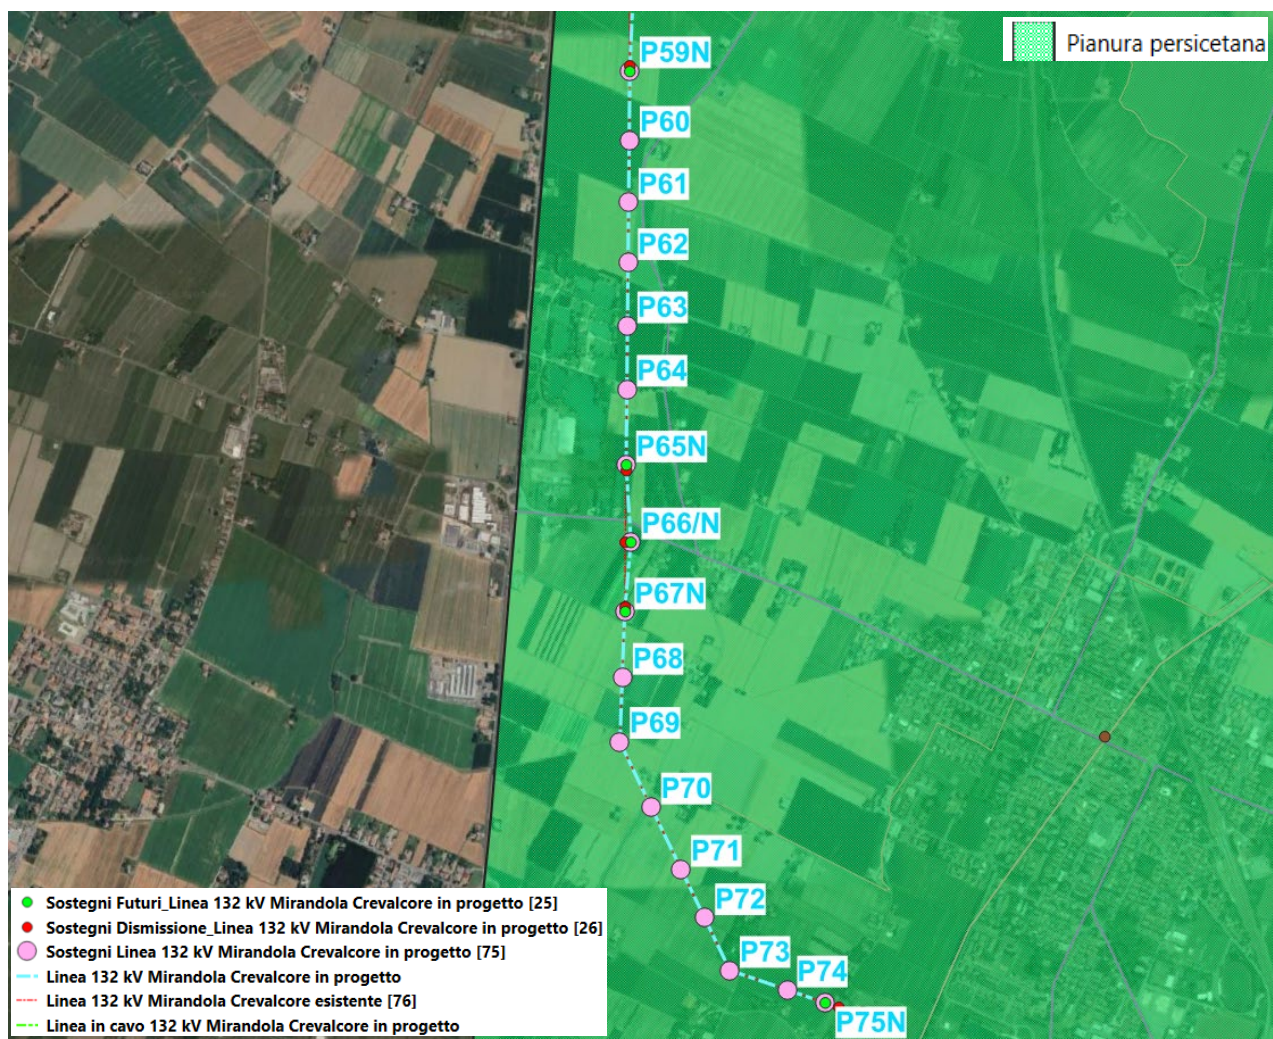 Pianura persicetana
P59N
P60
P61
P62
P63
P64
P65N
P66/N
P67N
P68
P69
P70
P71
P72
P73
P74
P75N
Sostegni Futuri_Linea 132 kV Mirandola Crevalcore in progetto [25]
Sostegni Dismissione_Linea 132 kV Mirandola Crevalcore in progetto [26]
Sostegni Linea 132 kV Mirandola Crevalcore in progetto [75]
Linea 132 kV Mirandola Crevalcore in progetto
Linea 132 kV Mirandola Crevalcore esistente [76]
Linea in cavo 132 kV Mirandola Crevalcore in progetto